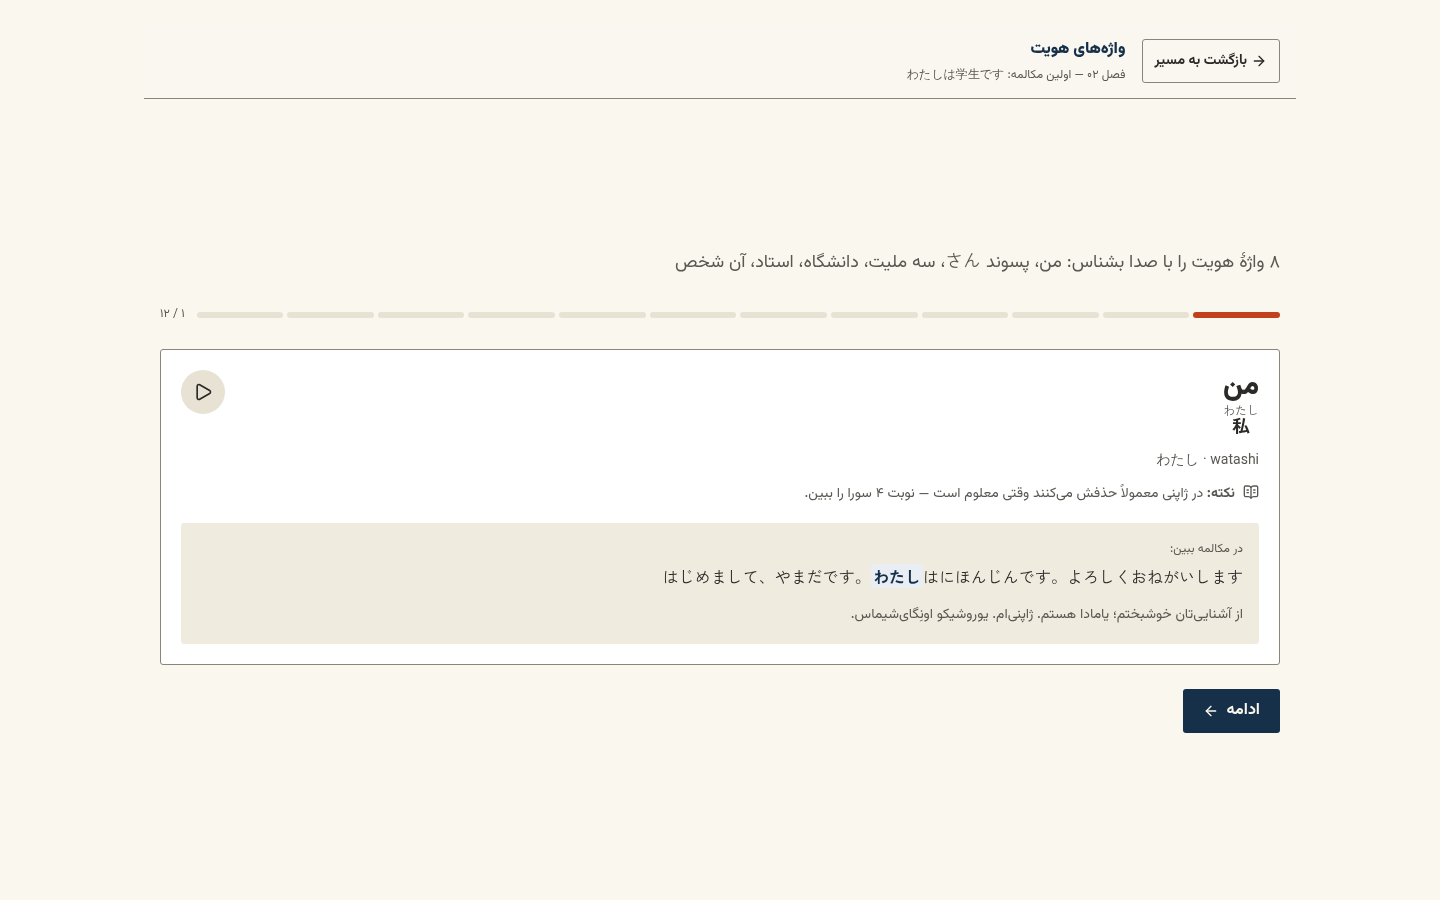 بازگشت به مسیر
واژه‌های هویت
فصل ۰۲ — اولین مکالمه: わたしは学生です
۸ واژهٔ هویت را با صدا بشناس: من، پسوند さん، سه ملیت، دانشگاه، استاد، آن شخص
۱ / ۱۲
من
わたし
私
わたし · watashi
نکته: در ژاپنی معمولاً حذفش می‌کنند وقتی معلوم است — نوبت ۴ سورا را ببین.
در مکالمه ببین:
はじめまして、やまだです。わたしはにほんじんです。よろしくおねがいします
از آشنایی‌تان خوشبختم؛ یامادا هستم. ژاپنی‌ام. یوروشیکو اونِگای‌شیماس.
ادامه